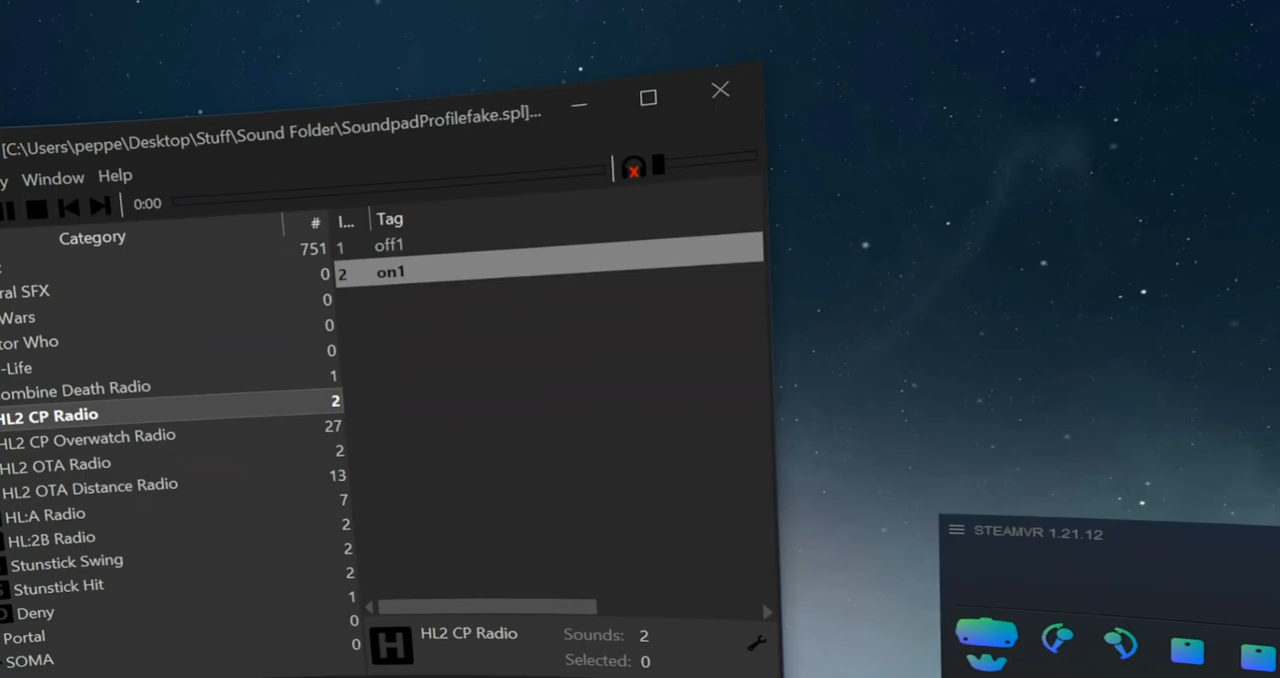 [C:\Users\peppe\Desktop\Stuff\Sound Folder\SoundpadProfilefake.spl]...
y Window Help
0:00
Category #
I... Tag
751
1 off1
0
2 on1
ral SFX 0
Wars 0
tor Who 0
-Life 1
ombine Death Radio 2
HL2 CP Radio 27
HL2 CP Overwatch Radio 2
HL2 OTA Radio 13
HL2 OTA Distance Radio 7
HL:A Radio 2
HL:2B Radio 2
Stunstick Swing 2
Stunstick Hit 1
Deny 0
Portal 0
SOMA
H HL2 CP Radio Sounds: 2
Selected: 0
STEAMVR 1.21.12